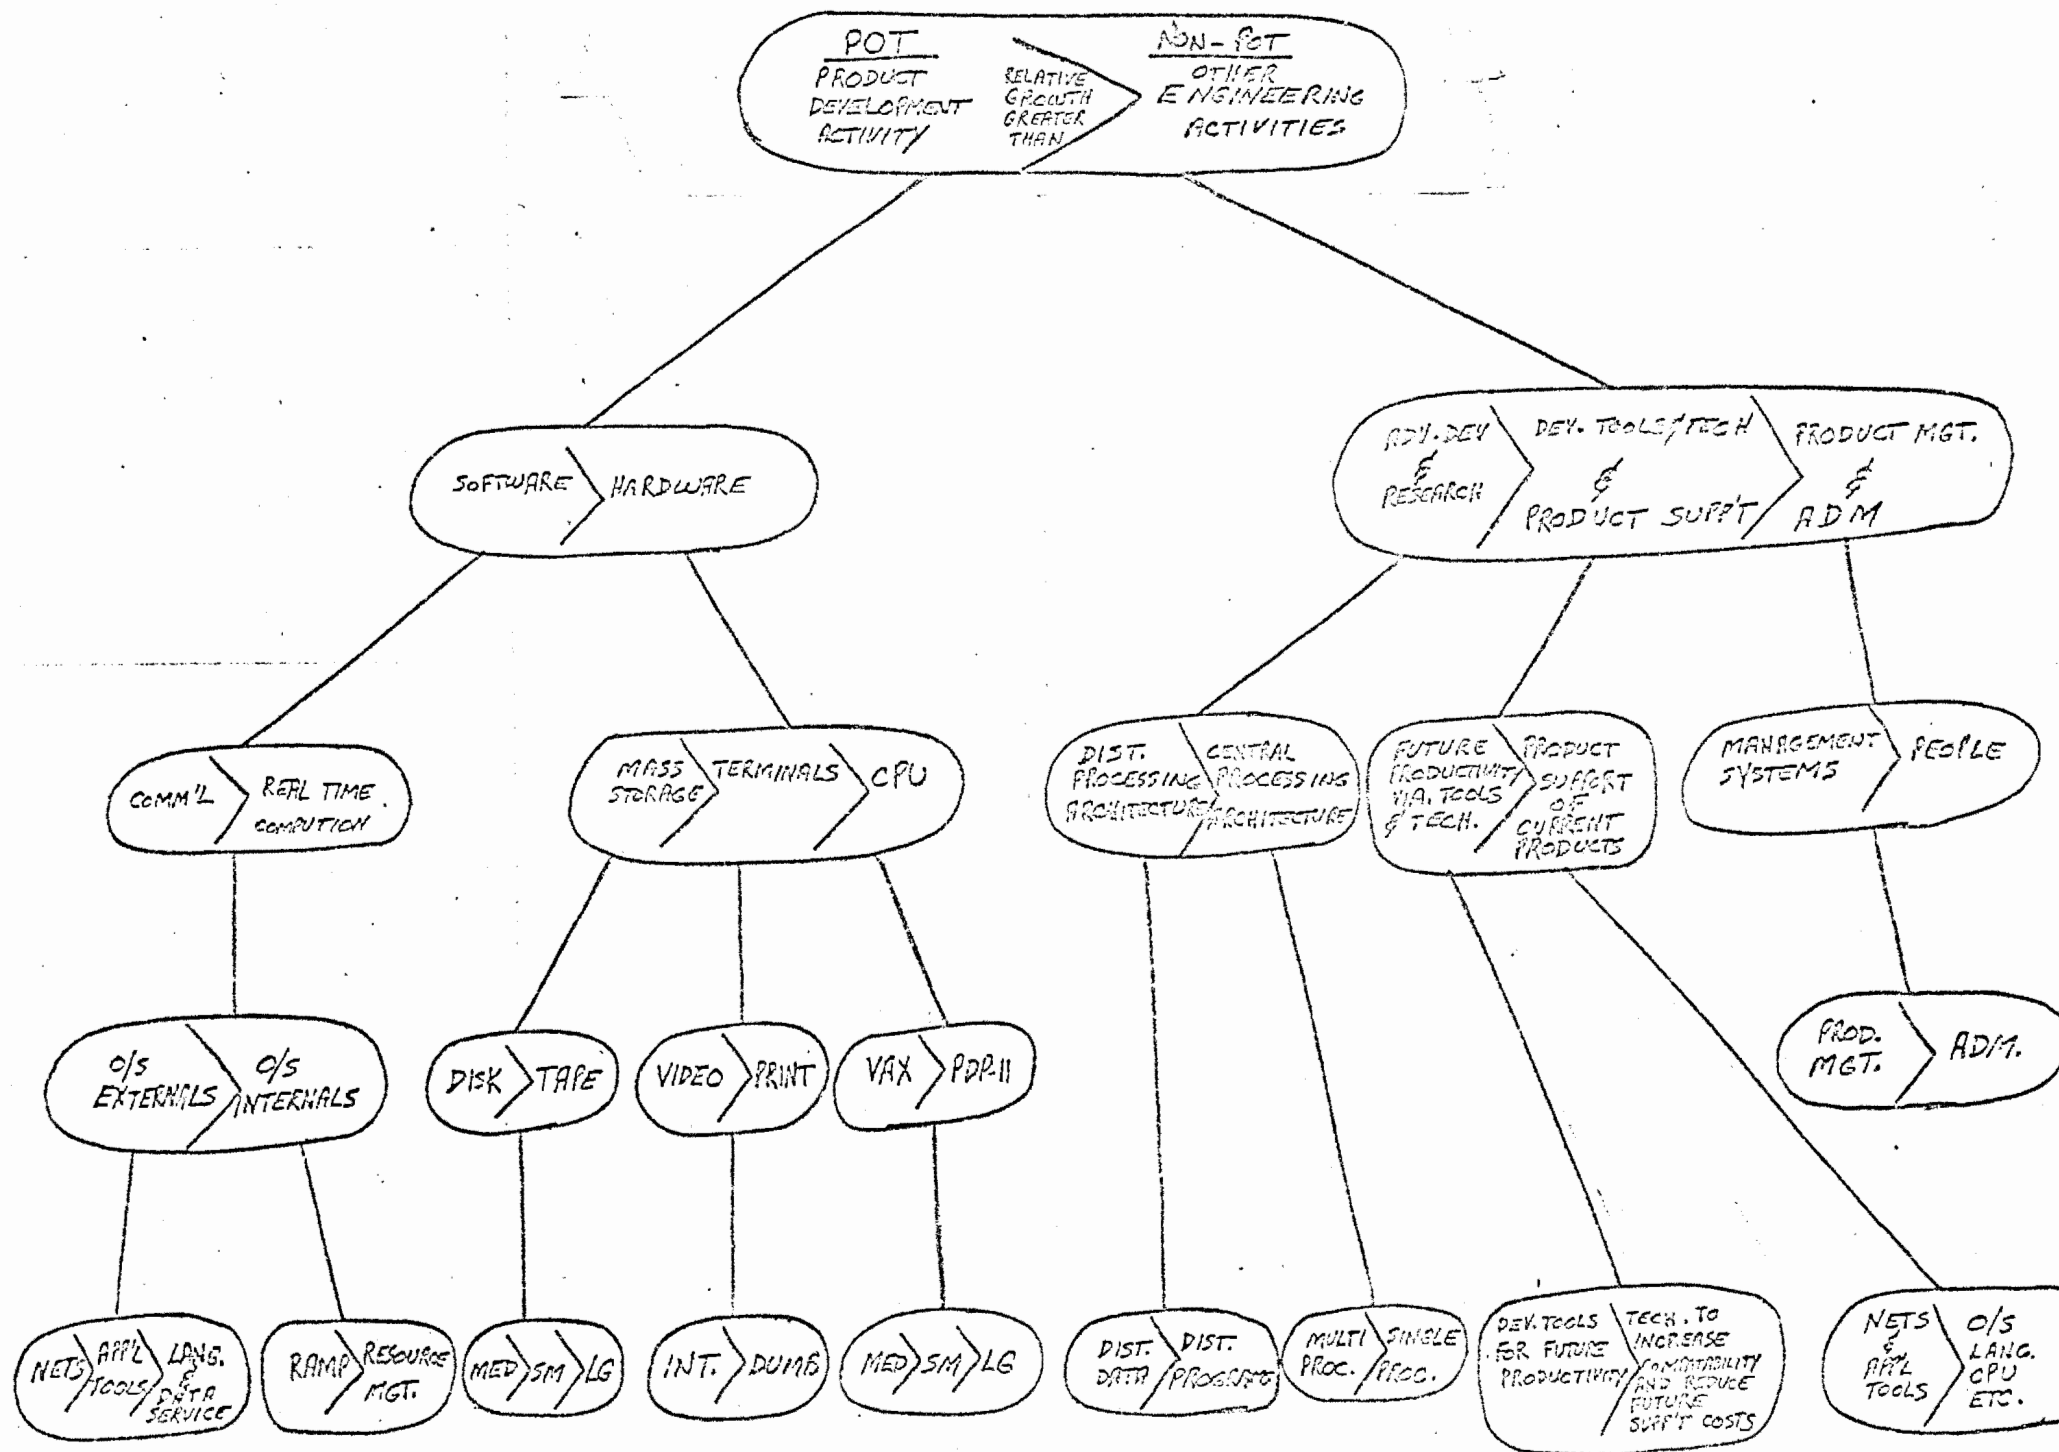 POT
PRODUCT
DEVELOPMENT
ACTIVITY
RELATIVE
GROWTH
GREATER
THAN
NON-POT
OTHER
ENGINEERING
ACTIVITIES
SOFTWARE
HARDWARE
ADV. DEV
&
RESEARCH
DEV. TOOLS/TECH
&
PRODUCT SUPP'T
PRODUCT MGT.
&
ADM
COMM'L
REAL TIME
COMPUTION
MASS
STORAGE
TERMINALS
CPU
DIST.
PROCESSING
ARCHITECTURE
CENTRAL
PROCESSING
ARCHITECTURE
FUTURE
PRODUCTIVITY
VIA. TOOLS
& TECH.
PRODUCT
SUPPORT
OF
CURRENT
PRODUCTS
MANAGEMENT
SYSTEMS
PEOPLE
O/S
EXTERNALS
O/S
INTERNALS
DISK
TAPE
VIDEO
PRINT
VAX
PDP-11
PROD.
MGT.
ADM.
NETS
APP'L
TOOLS
LANG.
&
DATA
SERVICE
RAMP
RESOURCE
MGT.
MED
SM
LG
INT.
DUMB
MED
SM
LG
DIST.
DATA
DIST.
PROGRAMG
MULTI
PROC.
SINGLE
PROC.
DEV. TOOLS
FOR FUTURE
PRODUCTIVITY
TECH. TO
INCREASE
COMPATABILITY
AND REDUCE
FUTURE
SUPP'T COSTS
NETS
&
APP'L
TOOLS
O/S
LANG.
CPU
ETC.